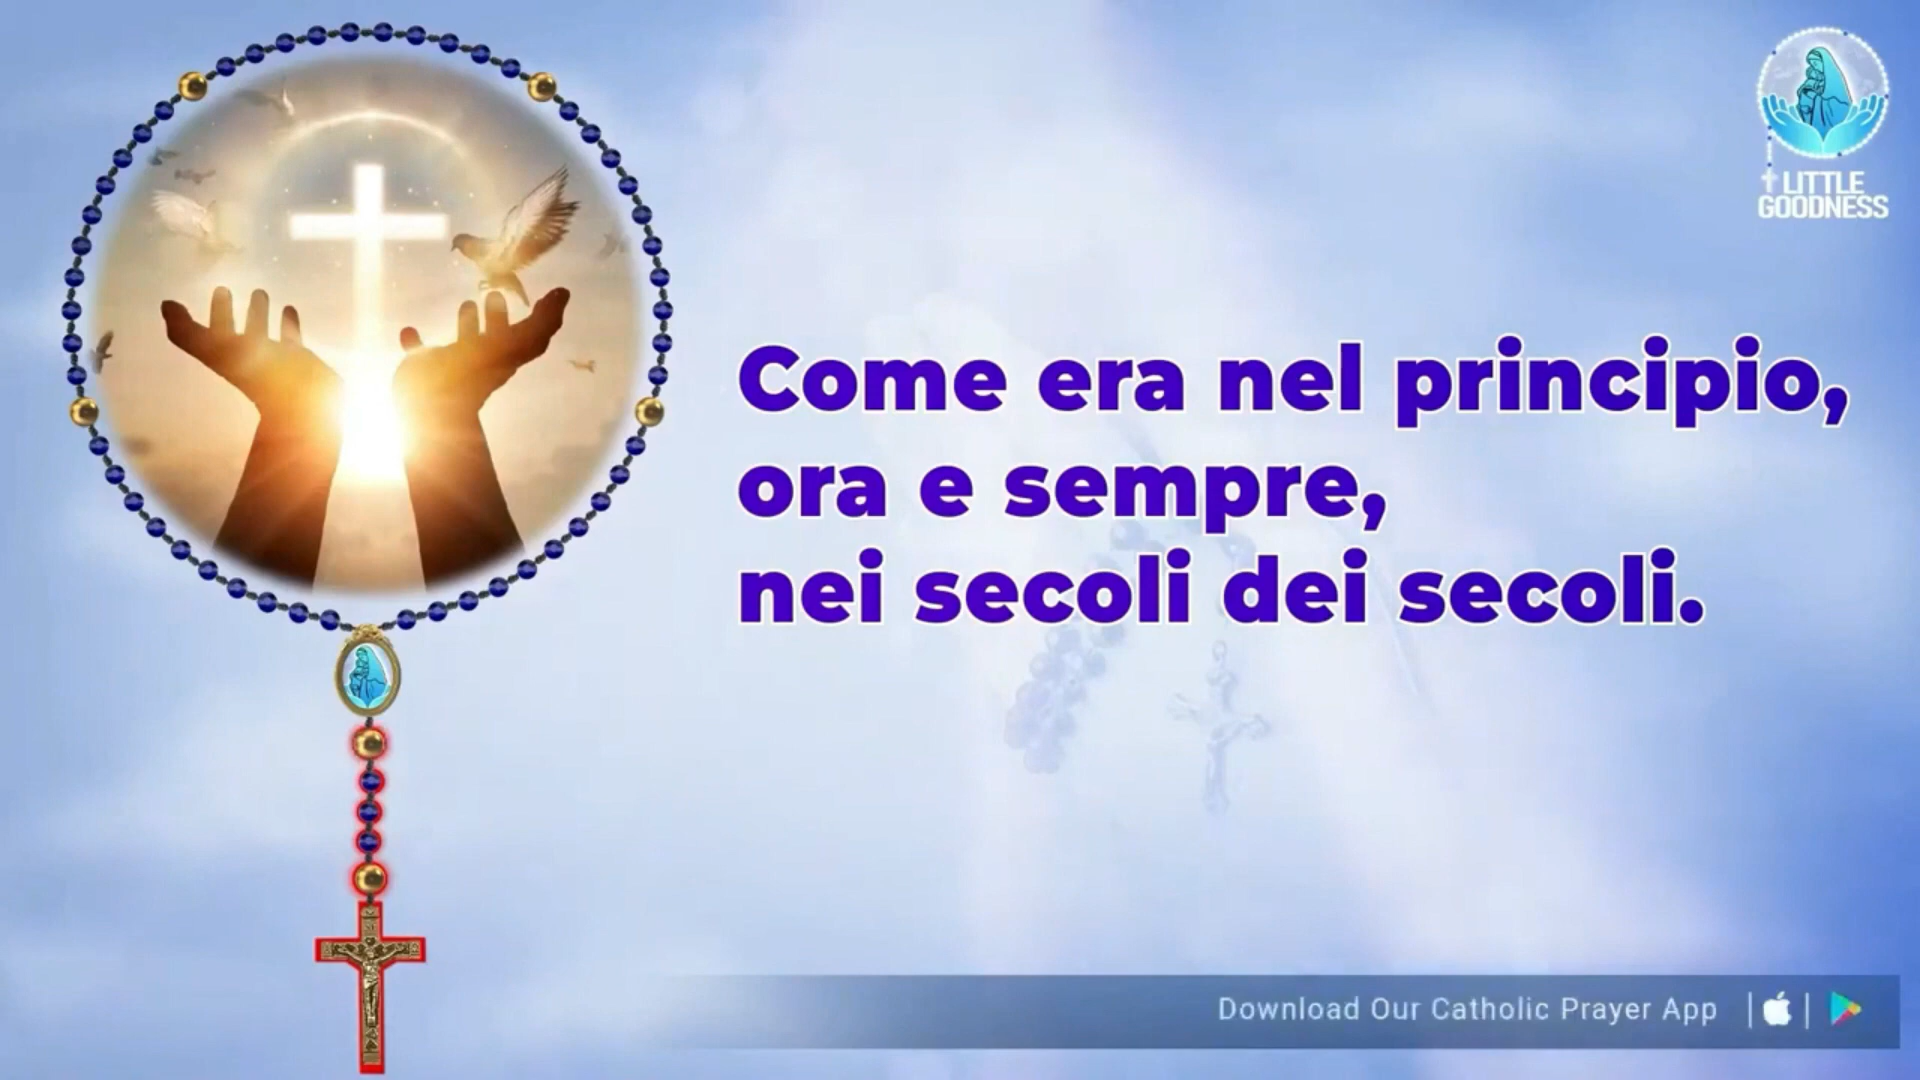 LITTLE
GOODNESS
Come era nel principio,
ora e sempre,
nei secoli dei secoli.
Download Our Catholic Prayer App